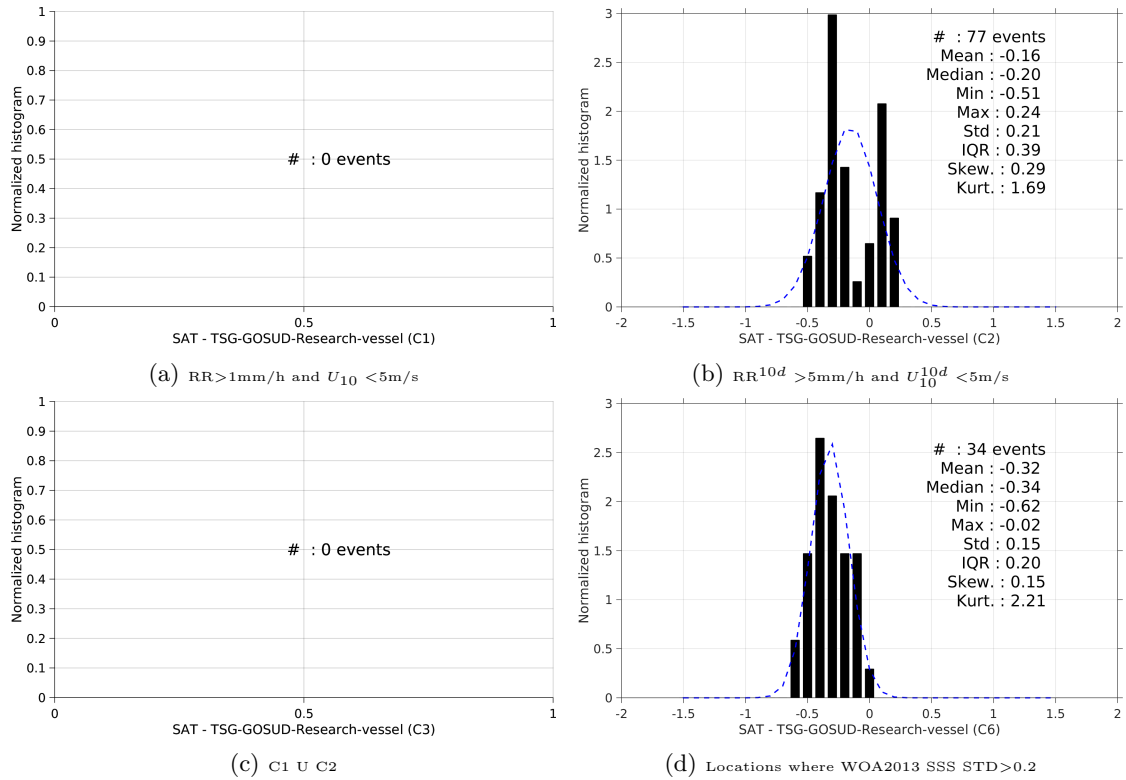 1
0.9
0.8
0.7
0.6
0.5
0.4
0.3
0.2
0.1
0
Normalized histogram
# : 0 events
0 0.5 1
SAT - TSG-GOSUD-Research-vessel (C1)
(a) RR>1mm/h and U10 <5m/s
3
2.5
2
1.5
1
0.5
0
Normalized histogram
# : 77 events
Mean : -0.16
Median : -0.20
Min : -0.51
Max : 0.24
Std : 0.21
IQR : 0.39
Skew. : 0.29
Kurt. : 1.69
-2 -1.5 -1 -0.5 0 0.5 1 1.5 2
SAT - TSG-GOSUD-Research-vessel (C2)
(b) RR^10d >5mm/h and U10^10d <5m/s
1
0.9
0.8
0.7
0.6
0.5
0.4
0.3
0.2
0.1
0
Normalized histogram
# : 0 events
0 0.5 1
SAT - TSG-GOSUD-Research-vessel (C3)
(c) C1 U C2
3
2.5
2
1.5
1
0.5
0
Normalized histogram
# : 34 events
Mean : -0.32
Median : -0.34
Min : -0.62
Max : -0.02
Std : 0.15
IQR : 0.20
Skew. : 0.15
Kurt. : 2.21
-2 -1.5 -1 -0.5 0 0.5 1 1.5 2
SAT - TSG-GOSUD-Research-vessel (C6)
(d) Locations where WOA2013 SSS STD>0.2